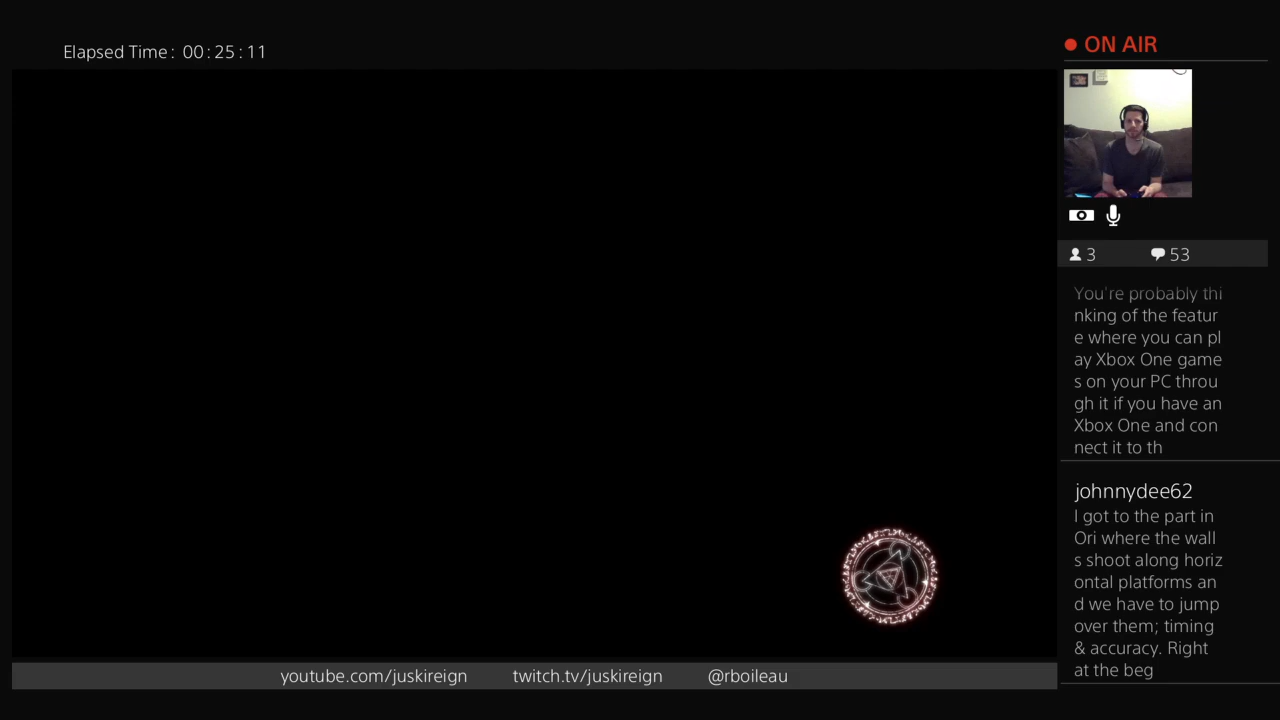 Elapsed Time: 00:25:11
ON AIR
3 53
You're probably thi
nking of the featur
e where you can pl
ay Xbox One game
s on your PC throu
gh it if you have an
Xbox One and con
nect it to th
johnnydee62
I got to the part in
Ori where the wall
s shoot along horiz
ontal platforms an
d we have to jump
over them; timing
& accuracy. Right
at the beg
youtube.com/juskireign twitch.tv/juskireign @rboileau